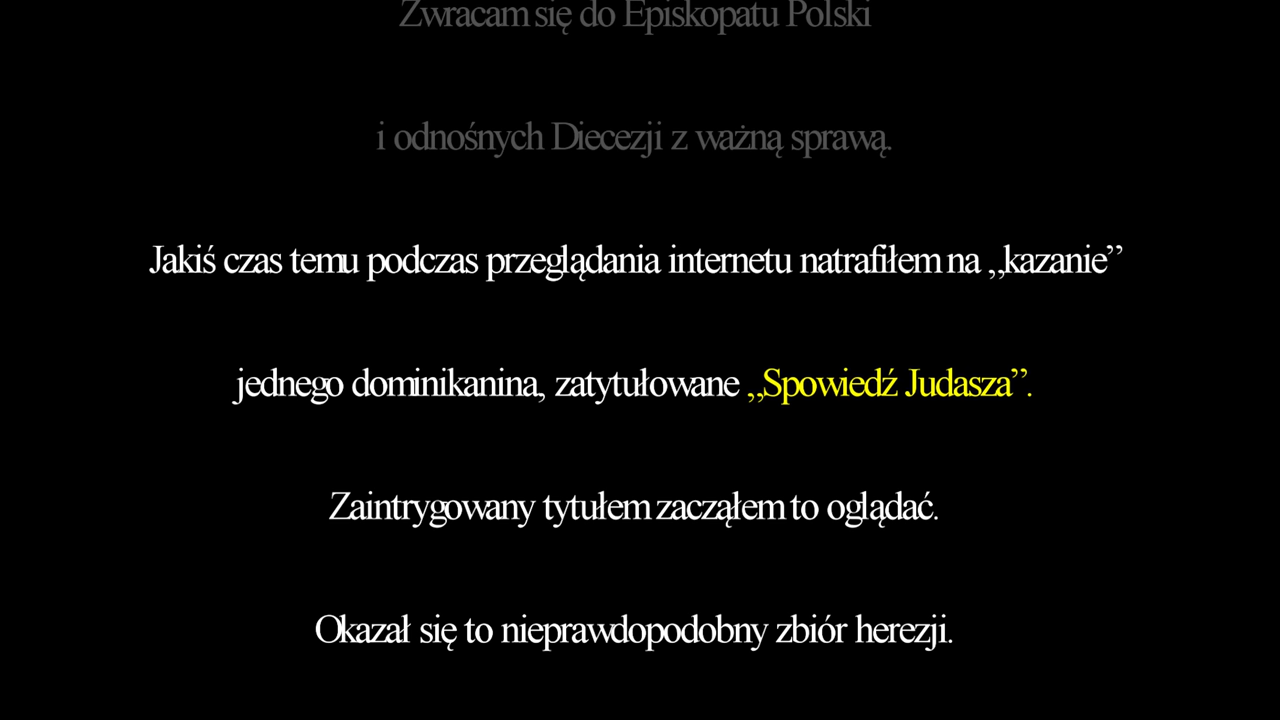 Zwracam się do Episkopatu Polski
i odnośnych Diecezji z ważną sprawą.
Jakiś czas temu podczas przeglądania internetu natrafiłem na „kazanie”
jednego dominikanina, zatytułowane „Spowiedź Judasza”.
Zaintrygowany tytułem zacząłem to oglądać.
Okazał się to nieprawdopodobny zbiór herezji.